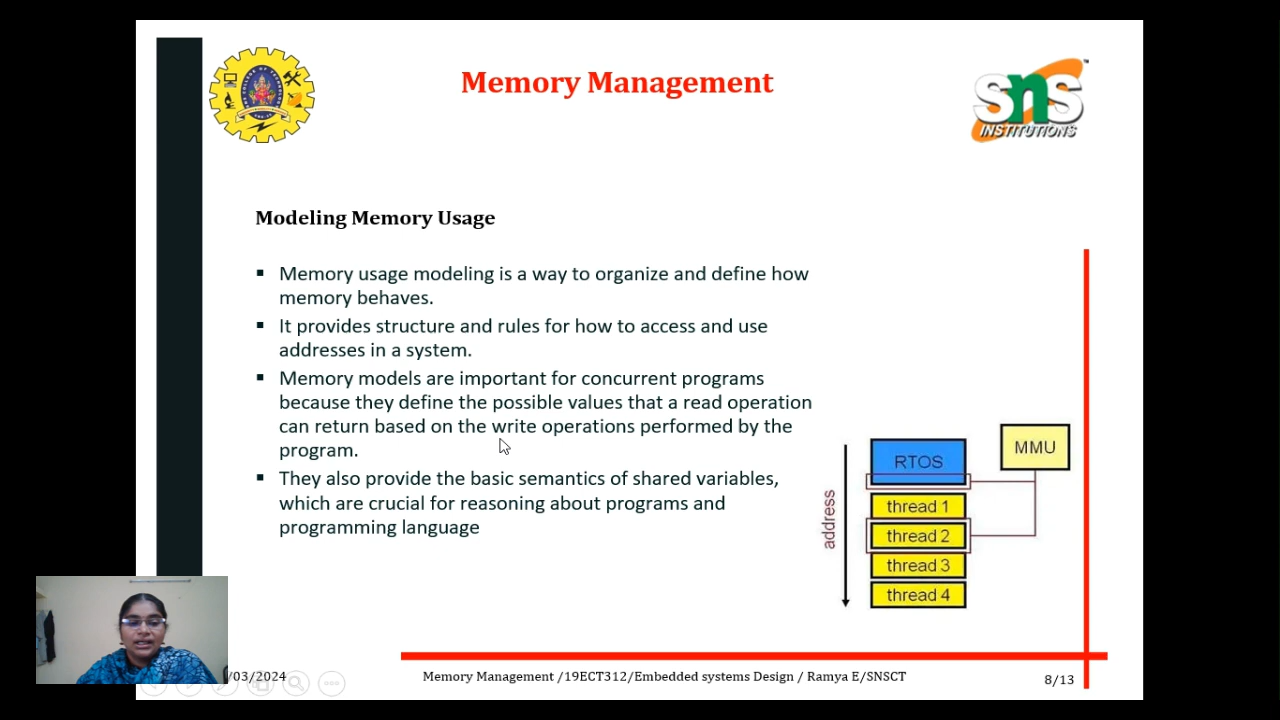 Memory Management
SNS
INSTITUTIONS
Modeling Memory Usage
▪ Memory usage modeling is a way to organize and define how
memory behaves.
▪ It provides structure and rules for how to access and use
addresses in a system.
▪ Memory models are important for concurrent programs
because they define the possible values that a read operation
can return based on the write operations performed by the
program.
▪ They also provide the basic semantics of shared variables,
which are crucial for reasoning about programs and
programming language
address
RTOS
MMU
thread 1
thread 2
thread 3
thread 4
/03/2024
Memory Management /19ECT312/Embedded systems Design / Ramya E/SNSCT
8/13